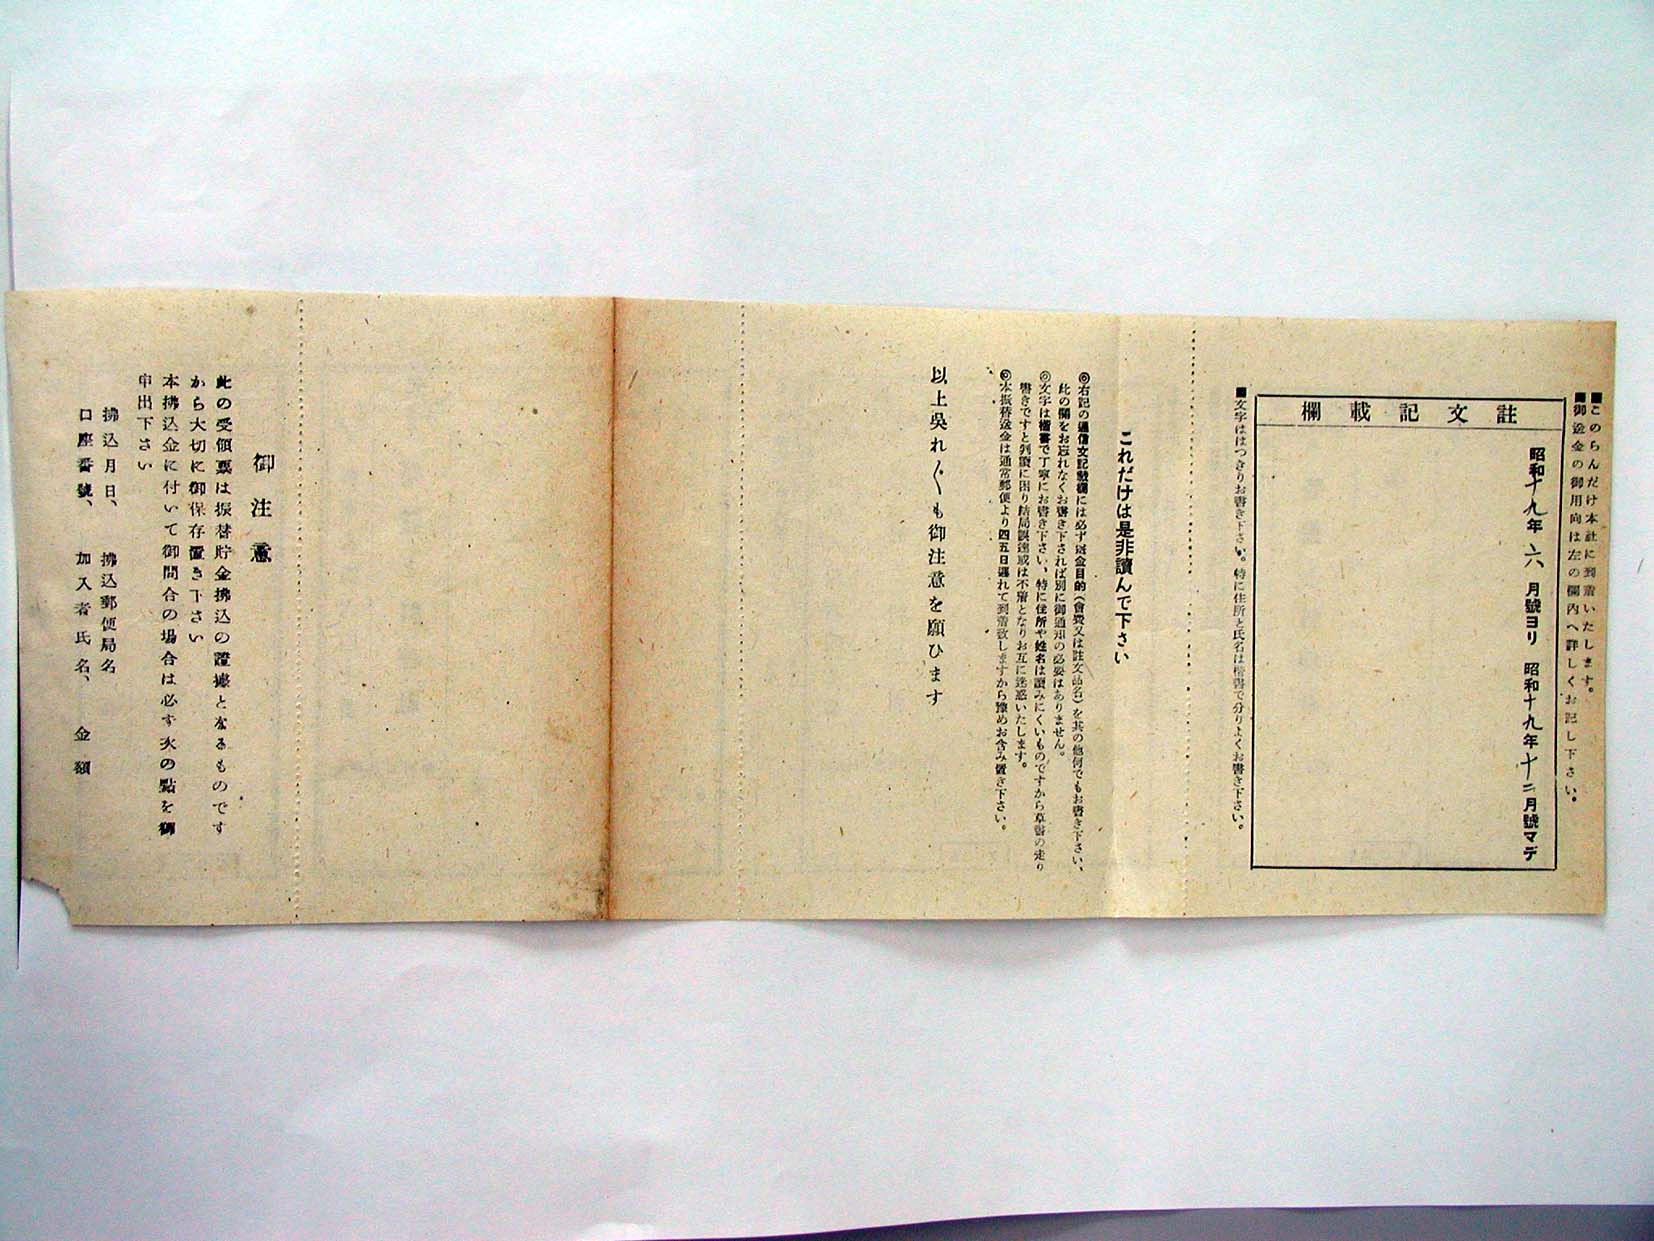 ■このらんだけ本社に到着いたします。
■御送金の御用向は左の欄内へ詳しくお記し下さい。
註文記載欄
昭和十九年六月號ヨリ 昭和十九年十二月號マデ
■文字ははつきりお書き下さい。特に住所と氏名は楷書で分りよくお書き下さい。
これだけは是非讀んで下さい
◎右記の通信文記載欄には必ず送金目的(會費又は註文品名)を其の他何でもお書き下さい、
此の欄をお忘れなくお書き下されば別に御通知の必要はありません。
◎文字は楷書で丁寧にお書き下さい、特に住所や姓名は讀みにくいものですから草書の走り
書きですと判讀に困り結局誤達或は不着となりお互に迷惑いたします。
◎本振替送金は通常郵便より四五日遲れて到着致しますから豫めお含み置き下さい。
以上吳れ〲も御注意を願ひます
御注意
此の受領票は振替貯金拂込の證據となるものです
から大切に御保存置き下さい
本拂込金に付いて御問合の場合は必ず次の點を御
申出下さい
拂込月日、 拂込郵便局名
口座番號、 加入者氏名、 金額